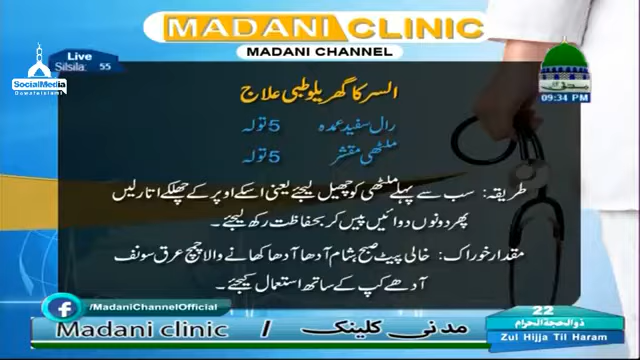 MADANI CLINIC
MADANI CHANNEL
Live
Silsila: 55
SocialMedia
DawateIslami
09:34 PM
السر کا گھریلو طبی علاج
رال سفید عمدہ 5 تولہ
ملٹھی مقشر 5 تولہ
طریقہ: سب سے پہلے ملٹھی کو چھیل لیجئے یعنی اسکے اوپر کے چھلکے اتار لیں
پھر دونوں دوائیں پیس کر بحفاظت رکھ لیجئے۔
مقدار خوراک: خالی پیٹ صبح بشام آدھا آدھا کھانے والا چمچ عرق سونف
آدھے کپ کے ساتھ استعمال کیجئے۔
/MadaniChannelOfficial
22
ذوالحجۃ الحرام
Zul Hijja Til Haram
Madani clinic / مدنی کلینک